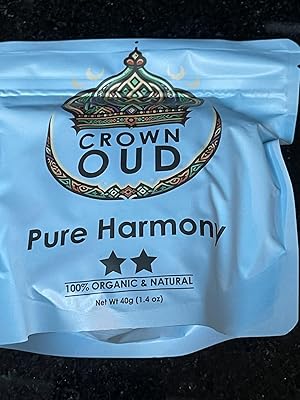 CROWN
OUD
Pure Harmony
100% ORGANIC & NATURAL
Net Wt 40g (1.4 oz)